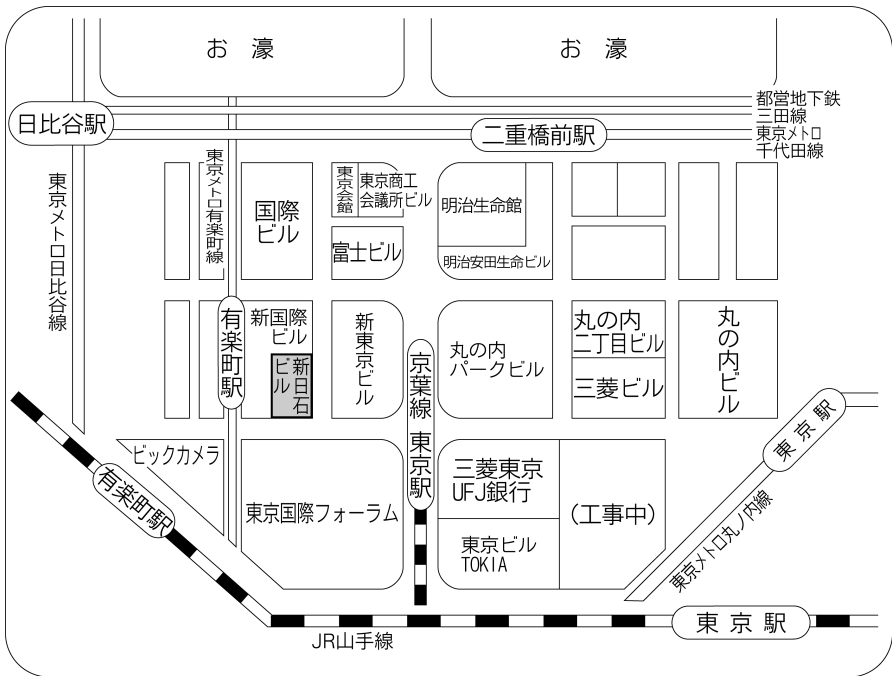 お濠
お濠
都営地下鉄
三田線
東京メトロ
千代田線
日比谷駅
二重橋前駅
東京メトロ日比谷線
東京メトロ有楽町線
国際
ビル
東京会館
東京商工
会議所ビル
富士ビル
明治生命館
明治安田生命ビル
有楽町駅
新国際
ビル
新日石
ビル
新東京ビル
京葉線 東京駅
丸の内
パークビル
丸の内
二丁目ビル
三菱ビル
丸の内ビル
東京駅
ビックカメラ
有楽町駅
東京国際フォーラム
三菱東京
UFJ銀行
東京ビル
TOKIA
(工事中)
東京メトロ丸ノ内線
東京駅
JR山手線